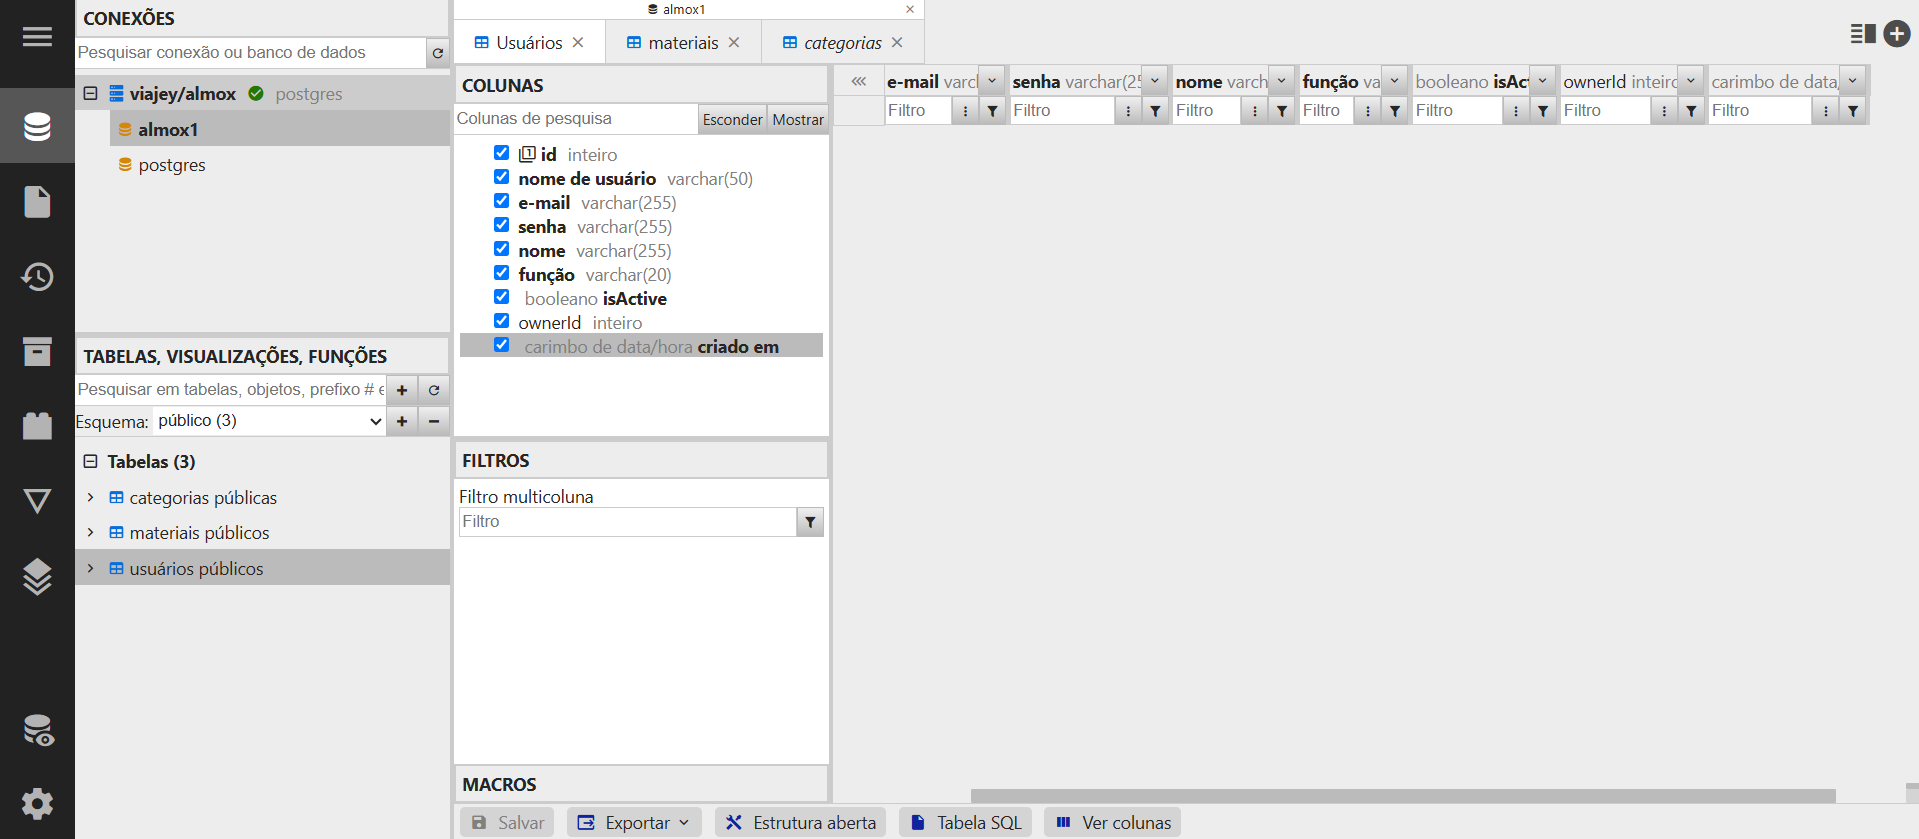 CONEXÕES
Pesquisar conexão ou banco de dados
viajey/almox postgres
almox1
postgres
TABELAS, VISUALIZAÇÕES, FUNÇÕES
Pesquisar em tabelas, objetos, prefixo # e
Esquema: público (3)
Tabelas (3)
categorias públicas
materiais públicos
usuários públicos
almox1
Usuários
materiais
categorias
COLUNAS
Colunas de pesquisa Esconder Mostrar
id inteiro
nome de usuário varchar(50)
e-mail varchar(255)
senha varchar(255)
nome varchar(255)
função varchar(20)
booleano isActive
ownerId inteiro
carimbo de data/hora criado em
FILTROS
Filtro multicoluna
Filtro
MACROS
e-mail varcl senha varchar(25 nome varch função va booleano isAct ownerId inteiro carimbo de data,
Filtro Filtro Filtro Filtro Filtro Filtro Filtro
Salvar Exportar Estrutura aberta Tabela SQL Ver colunas